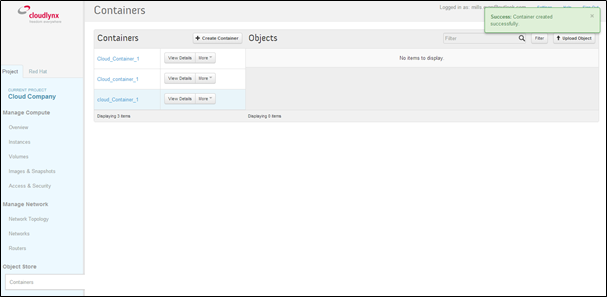 cloudlynx
Containers
Logged in as:
Success: Container created
successfully.
×
Containers
+ Create Container
Objects
Filter
Filter
Upload Object
Cloud_Container_1
View Details
More
No items to display.
Cloud_container_1
View Details
More
cloud_Container_1
View Details
More
Displaying 3 items
Displaying 0 items
Project
Red Hat
CURRENT PROJECT
Cloud Company
Manage Compute
Overview
Instances
Volumes
Images & Snapshots
Access & Security
Manage Network
Network Topology
Networks
Routers
Object Store
Containers